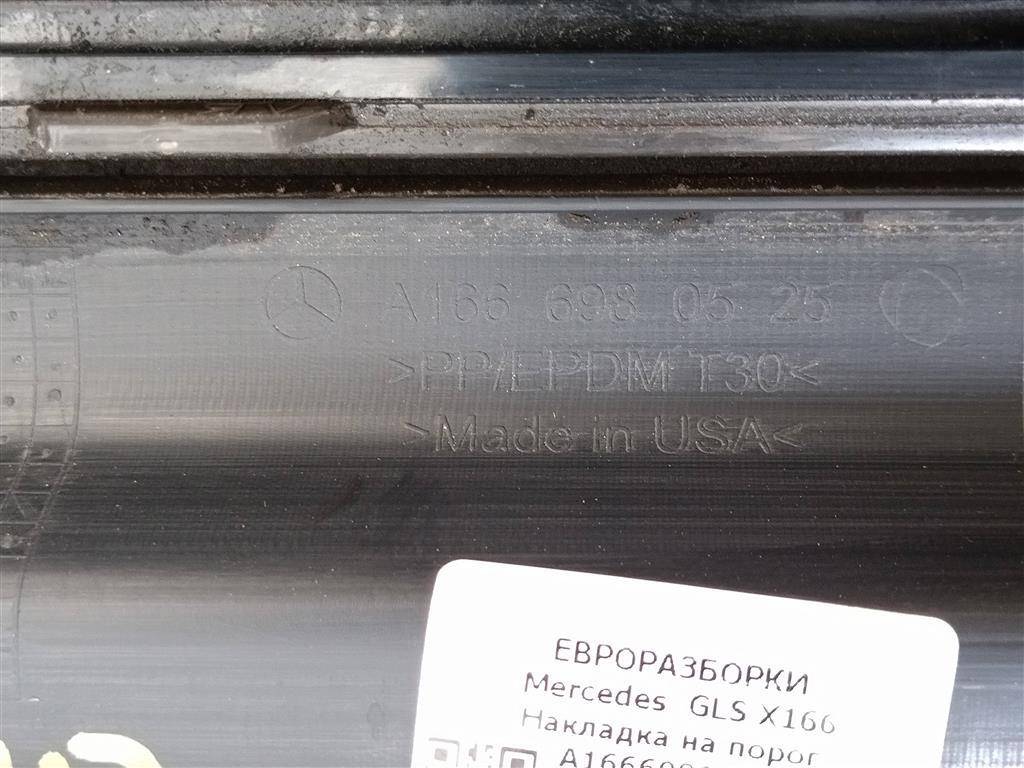 A166 698 05 25
>PP/EPDM T30<
>Made in USA<
ЕВРОРАЗБОРКИ
Mercedes GLS X166
Накладка на порог